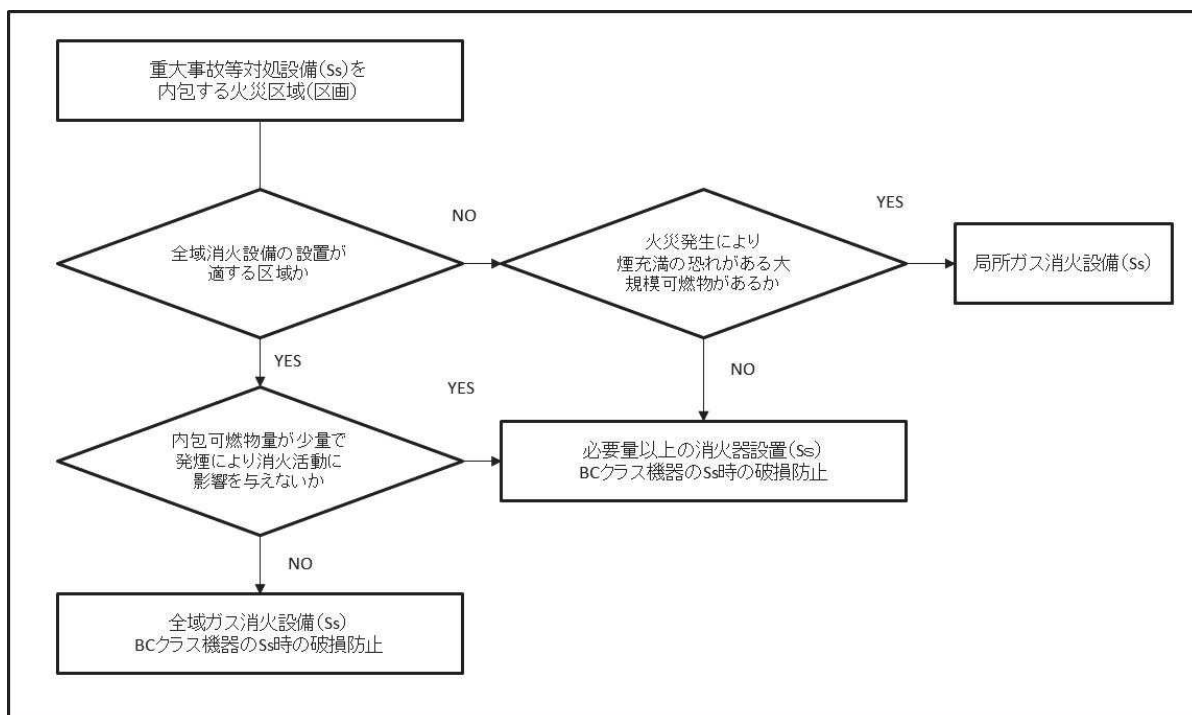 重大事故等対処設備(Ss)を
内包する火災区域(区画)
NO
YES
全域消火設備の設置が
適する区域か
火災発生により
煙充満の恐れがある大
規模可燃物があるか
局所ガス消火設備(Ss)
YES
YES
NO
内包可燃物量が少量で
発煙により消火活動に
影響を与えないか
必要量以上の消火器設置(Ss)
BCクラス機器のSs時の破損防止
NO
全域ガス消火設備(Ss)
BCクラス機器のSs時の破損防止